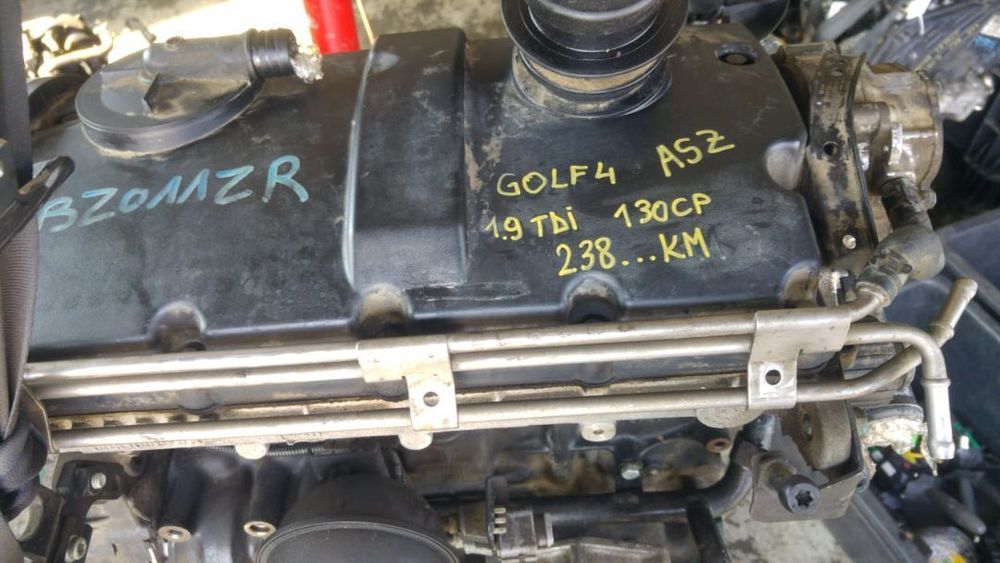 BZ011ZR
GOLF4 ASZ
1.9 TDi 130CP
238...KM